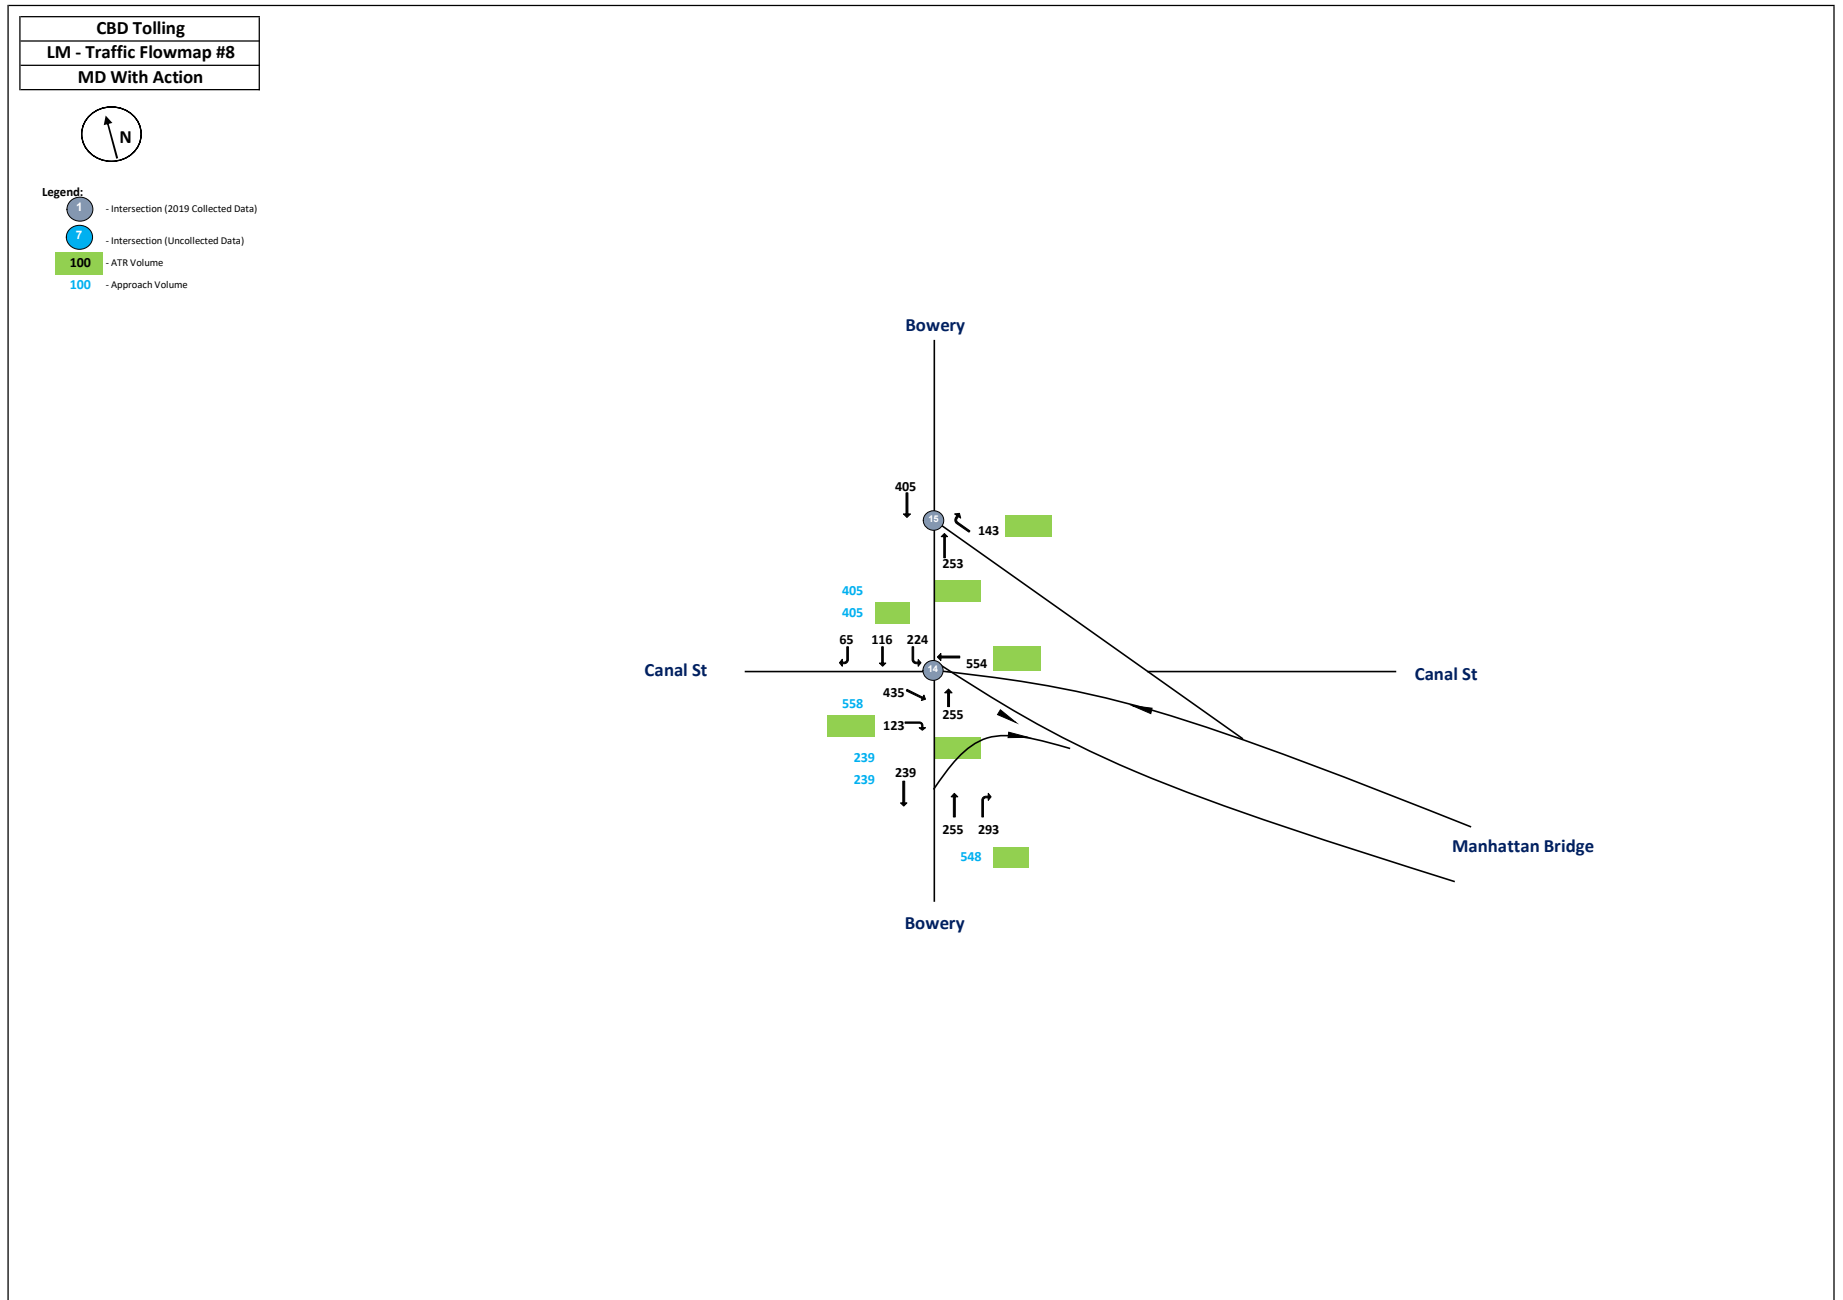 CBD Tolling
LM - Traffic Flowmap #8
MD With Action
N
Legend:
1 - Intersection (2019 Collected Data)
7 - Intersection (Uncollected Data)
100 - ATR Volume
100 - Approach Volume
Bowery
405
15
143
253
405
405
65 116 224
554
Canal St
14
Canal St
435
558
255
123
239
239
239
255 293
Manhattan Bridge
548
Bowery